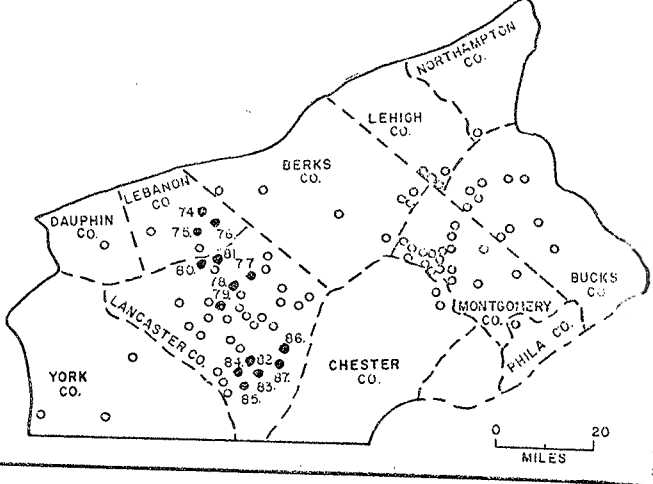 NORTHAMPTON
CO.
LEHIGH
CO.
BERKS
CO.
LEBANON
CO
DAUPHIN
CO.
74.
75.
76.
81.
80.
77
78.
79.
LANCASTER CO.
86.
84.
82.
87.
83.
85.
YORK
CO.
CHESTER
CO.
MONTGOMERY
CO.
BUCKS
CO
PHILA CO.
0 20
MILES